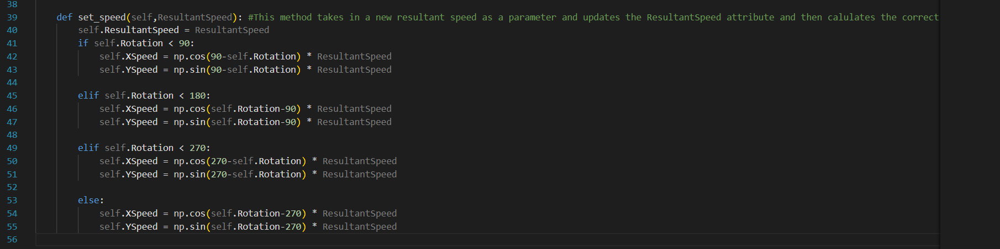 38
39 def set_speed(self,ResultantSpeed): #This method takes in a new resultant speed as a parameter and updates the ResultantSpeed attribute and then calulates the correct
40 self.ResultantSpeed = ResultantSpeed
41 if self.Rotation < 90:
42 self.XSpeed = np.cos(90-self.Rotation) * ResultantSpeed
43 self.YSpeed = np.sin(90-self.Rotation) * ResultantSpeed
44
45 elif self.Rotation < 180:
46 self.XSpeed = np.cos(self.Rotation-90) * ResultantSpeed
47 self.YSpeed = np.sin(self.Rotation-90) * ResultantSpeed
48
49 elif self.Rotation < 270:
50 self.XSpeed = np.cos(270-self.Rotation) * ResultantSpeed
51 self.YSpeed = np.sin(270-self.Rotation) * ResultantSpeed
52
53 else:
54 self.XSpeed = np.cos(self.Rotation-270) * ResultantSpeed
55 self.YSpeed = np.sin(self.Rotation-270) * ResultantSpeed
56